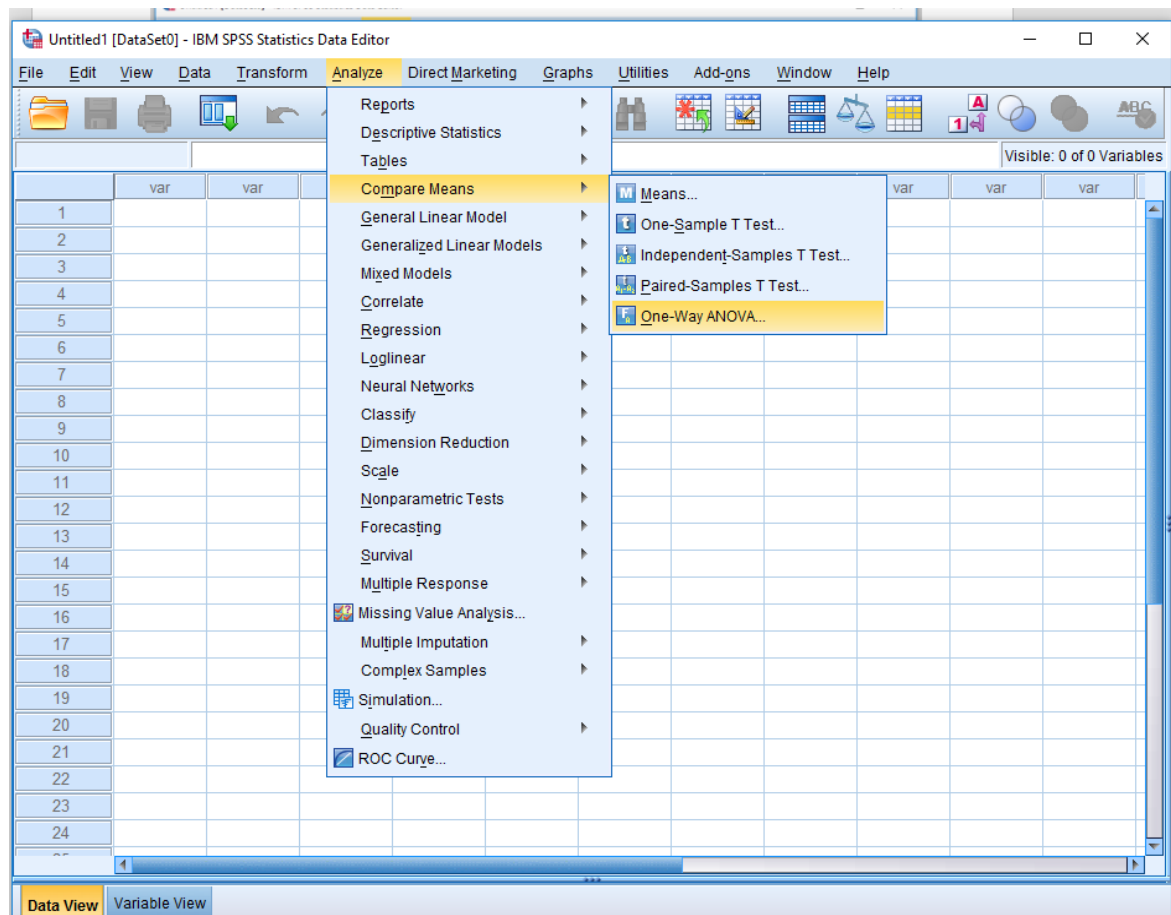 Untitled1 [DataSet0] - IBM SPSS Statistics Data Editor
File Edit View Data Transform Analyze Direct Marketing Graphs Utilities Add-ons Window Help
A
1
A
ABC
Visible: 0 of 0 Variables
var var var var var
Reports
Descriptive Statistics
Tables
Compare Means
General Linear Model
Generalized Linear Models
Mixed Models
Correlate
Regression
Loglinear
Neural Networks
Classify
Dimension Reduction
Scale
Nonparametric Tests
Forecasting
Survival
Multiple Response
Missing Value Analysis...
Multiple Imputation
Complex Samples
Simulation...
Quality Control
ROC Curve...
M Means...
t One-Sample T Test...
Independent-Samples T Test...
Paired-Samples T Test...
One-Way ANOVA...
1
2
3
4
5
6
7
8
9
10
11
12
13
14
15
16
17
18
19
20
21
22
23
24
Data View Variable View